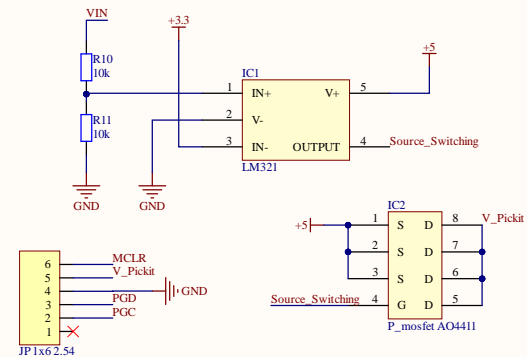 VIN
+3.3
+5
R10
10k
IC1
1 IN+ V+ 5
R11
10k
2 V-
3 IN- OUTPUT 4 Source_Switching
LM321
GND
GND
IC2
+5 1 S D 8 V_Pickit
2 S D 7
3 S D 6
Source_Switching 4 G D 5
P_mosfet AO4411
6 MCLR
5 V_Pickit
4 GND
3 PGD
2 PGC
1
JP 1x6 2.54